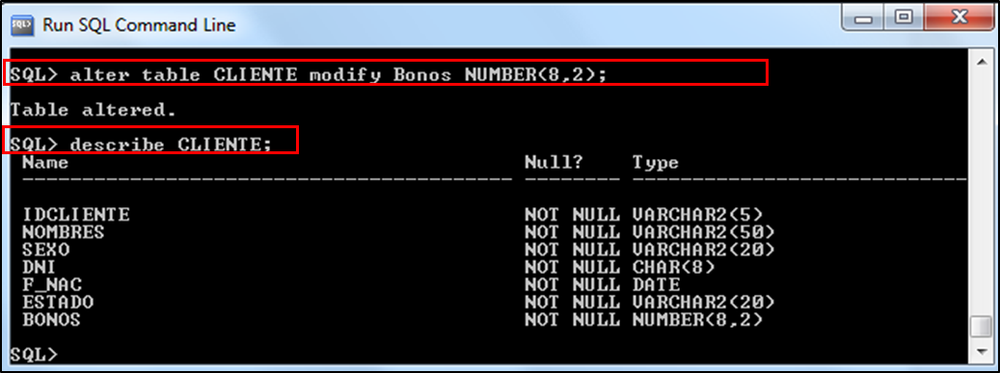 Run SQL Command Line
SQL> alter table CLIENTE modify Bonos NUMBER(8,2);
Table altered.
SQL> describe CLIENTE;
Name Null? Type
----------------------------------------- -------- ----------------------------
IDCLIENTE NOT NULL VARCHAR2(5)
NOMBRES NOT NULL VARCHAR2(50)
SEXO NOT NULL VARCHAR2(20)
DNI NOT NULL CHAR(8)
F_NAC NOT NULL DATE
ESTADO NOT NULL VARCHAR2(20)
BONOS NOT NULL NUMBER(8,2)
SQL>